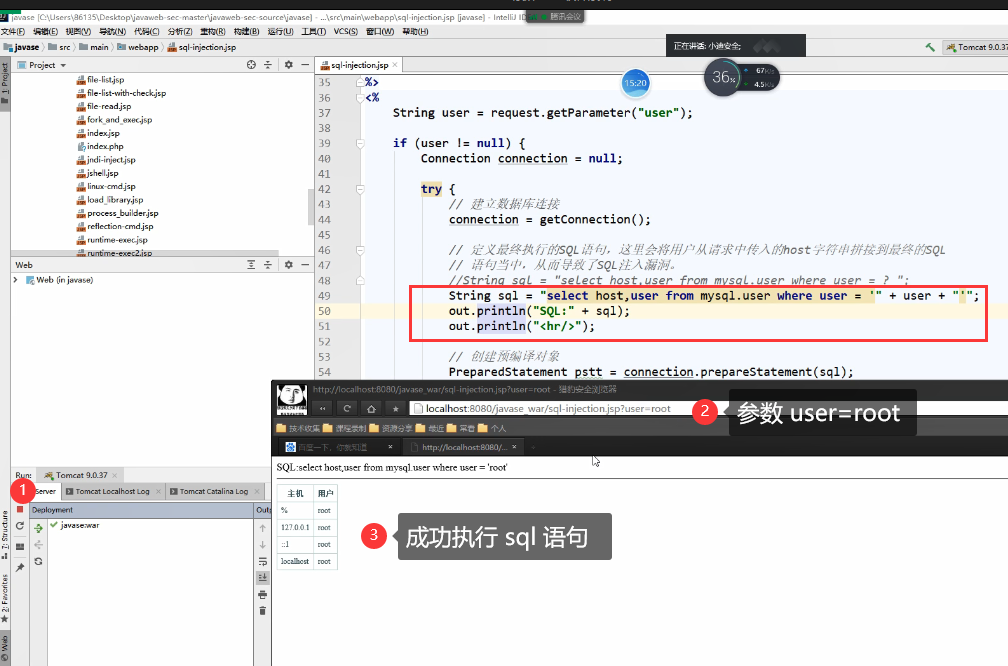 javase [C:\Users\86135\Desktop\javaweb-sec-master\javaweb-sec-source\javase] - ...\src\main\webapp\sql-injection.jsp [javase] - IntelliJ ID
腾讯会议
文件(F) 编辑(E) 视图(V) 导航(N) 代码(C) 分析(Z) 重构(R) 构建(B) 运行(U) 工具(T) VCS(S) 窗口(W) 帮助(H)
正在讲话: 小迪安全;
javase src main webapp sql-injection.jsp
Tomcat 9.0.37
Project
sql-injection.jsp
1: Project
15:20
36%
67K/s
4.5K/s
file-list.jsp
file-list-with-check.jsp
file-read.jsp
fork_and_exec.jsp
index.jsp
index.php
jndi-inject.jsp
jshell.jsp
linux-cmd.jsp
load_library.jsp
process_builder.jsp
reflection-cmd.jsp
runtime-exec.jsp
runtime-exec2.jsp
Web
Web (in javase)
35 %>
36 <%
37 String user = request.getParameter("user");
38
39 if (user != null) {
40 Connection connection = null;
41
42 try {
43 // 建立数据库连接
44 connection = getConnection();
45
46 // 定义最终执行的SQL语句，这里会将用户从请求中传入的host字符串拼接到最终的SQL
47 // 语句当中，从而导致了SQL注入漏洞。
48 //String sql = "select host,user from mysql.user where user = ? ";
49 String sql = "select host,user from mysql.user where user = '" + user + "'";
50 out.println("SQL:" + sql);
51 out.println("<hr/>");
52
53 // 创建预编译对象
54 PreparedStatement pstt = connection.prepareStatement(sql);
http://localhost:8080/javase_war/sql-injection.jsp?user=root - 猫狗安全浏览器
localhost:8080/javase_war/sql-injection.jsp?user=root
2 参数 user=root
技术收集 课程录制 资源分享 最近 常看 个人
百度一下，你就知道 http://localhost:8080/...
SQL:select host,user from mysql.user where user = 'root'
主机 用户
% root
127.0.0.1 root
::1 root
localhost root
3 成功执行 sql 语句
Run: Tomcat 9.0.37
1
Server Tomcat Localhost Log Tomcat Catalina Log
Deployment
Outp
javase:war
7: Structure
2: Favorites
Web